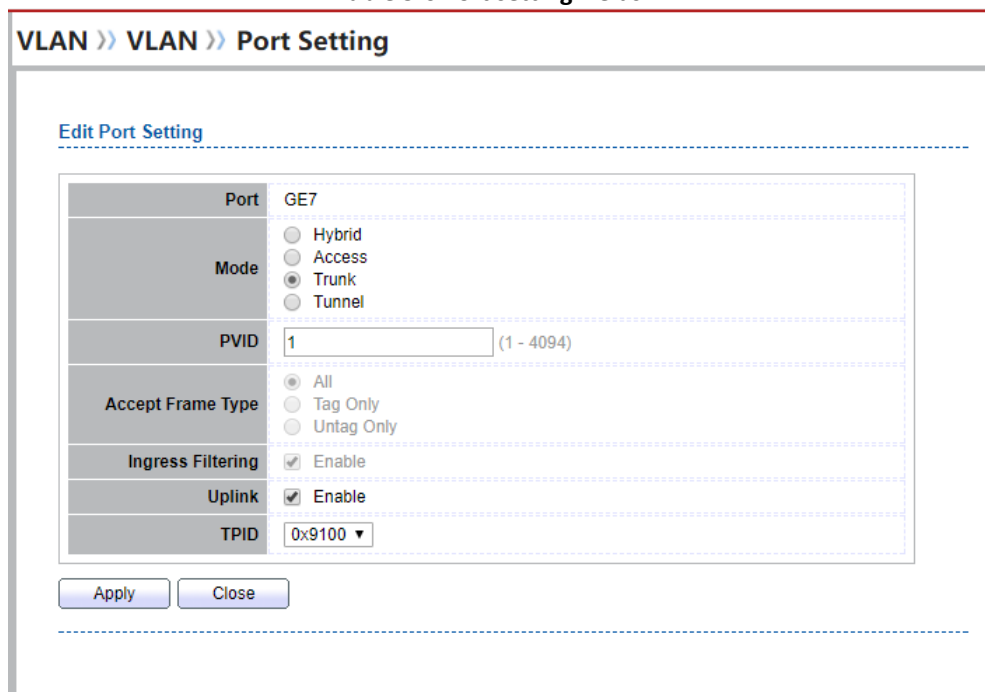 VLAN 》 VLAN 》 Port Setting
Edit Port Setting
Port GE7
Mode
Hybrid
Access
Trunk
Tunnel
PVID 1 (1 - 4094)
Accept Frame Type
All
Tag Only
Untag Only
Ingress Filtering Enable
Uplink Enable
TPID 0x9100
Apply Close